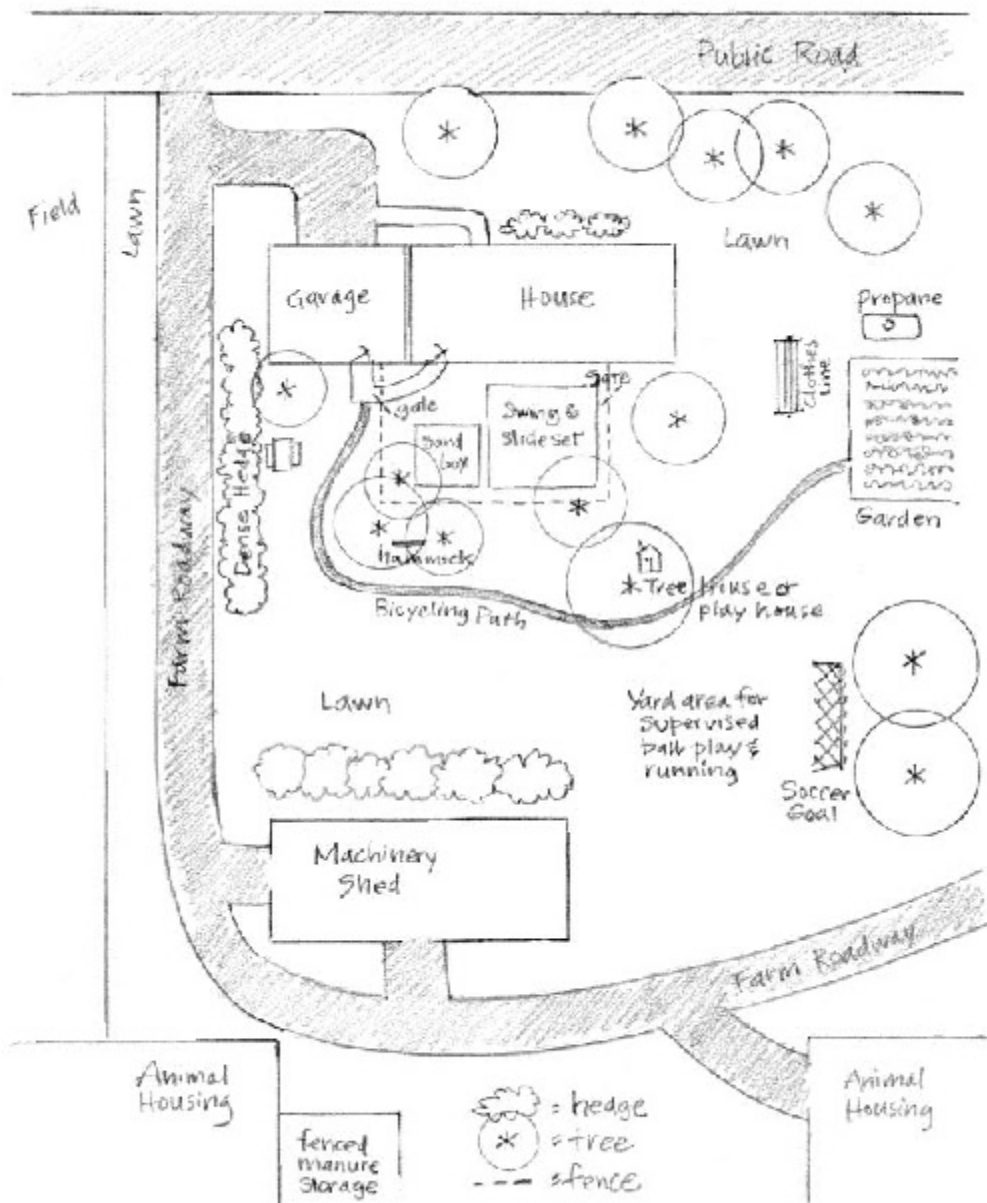 Public Road
Field
Lawn
Lawn
Garage
House
Propane
Clothes
Line
gate
Gate
Swing &
Slide set
Sand
box
Dense Hedge
Farm Roadway
Garden
Hammock
Tree house or
play house
Bicycling Path
Lawn
Yard area for
supervised
ball play &
running
Soccer
Goal
Machinery
Shed
Farm Roadway
Animal
Housing
Animal
Housing
fenced
manure
storage
= hedge
= tree
= fence